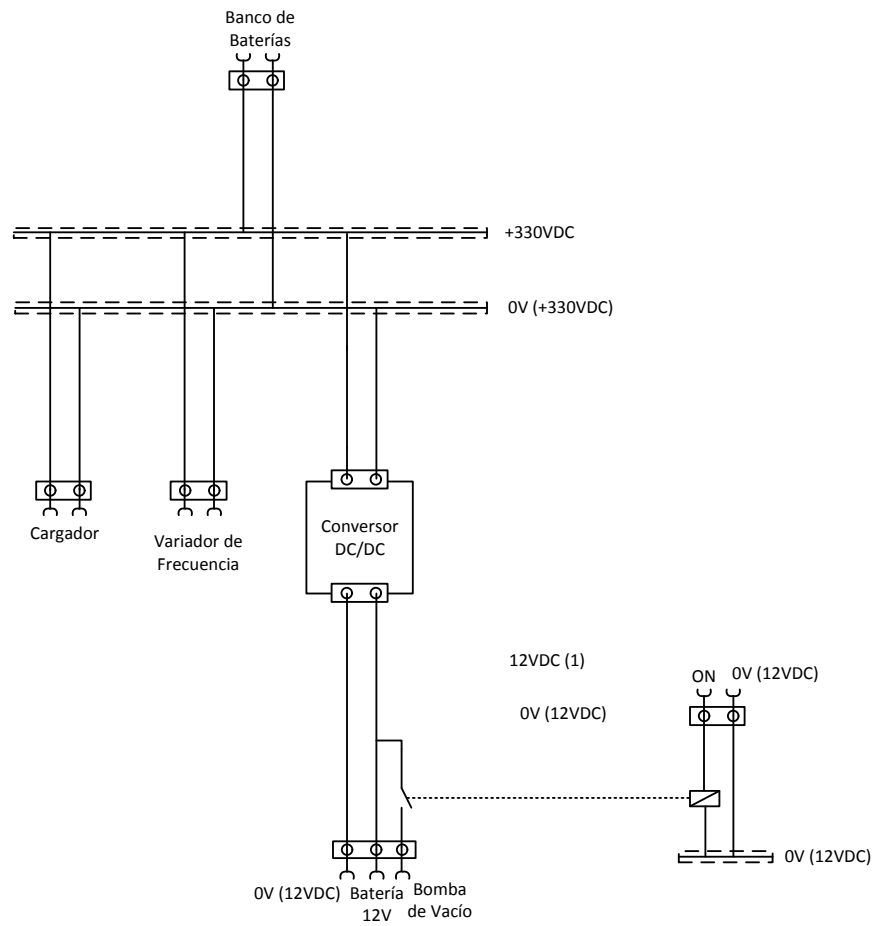 Banco de
Baterías
+330VDC
0V (+330VDC)
Cargador
Variador de
Frecuencia
Conversor
DC/DC
12VDC (1)
0V (12VDC)
ON
0V (12VDC)
0V (12VDC)
0V (12VDC)
Batería
12V
Bomba
de Vacío